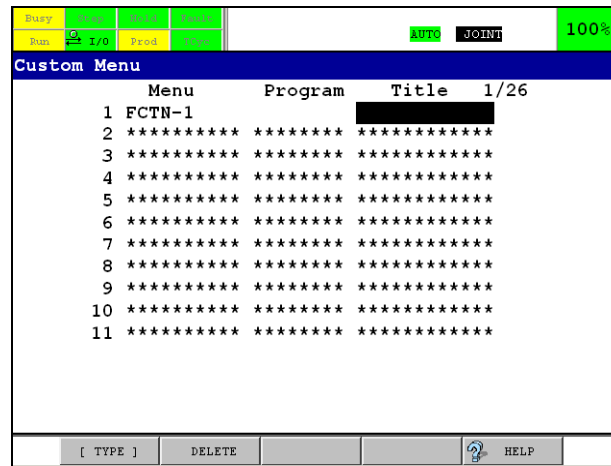 Busy Step Hold Fault
Run I/O Prod TCyc
AUTO JOINT 100%
Custom Menu
Menu Program Title 1/26
1 FCTN-1
2 ********** ******** ************
3 ********** ******** ************
4 ********** ******** ************
5 ********** ******** ************
6 ********** ******** ************
7 ********** ******** ************
8 ********** ******** ************
9 ********** ******** ************
10 ********** ******** ************
11 ********** ******** ************
[ TYPE ] DELETE HELP